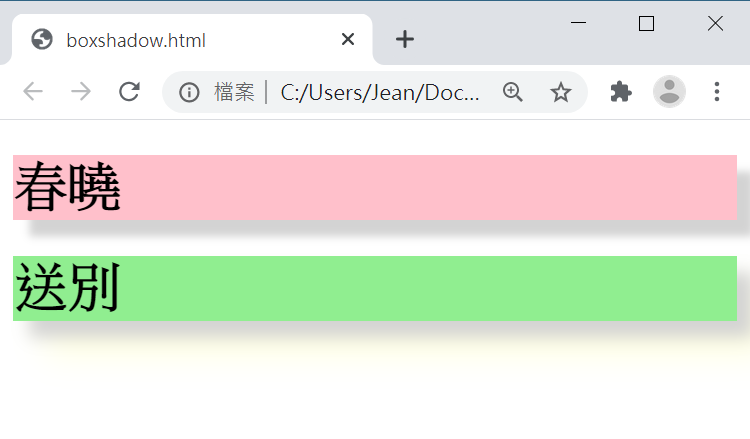 boxshadow.html
檔案 | C:/Users/Jean/Doc...
春曉
送別